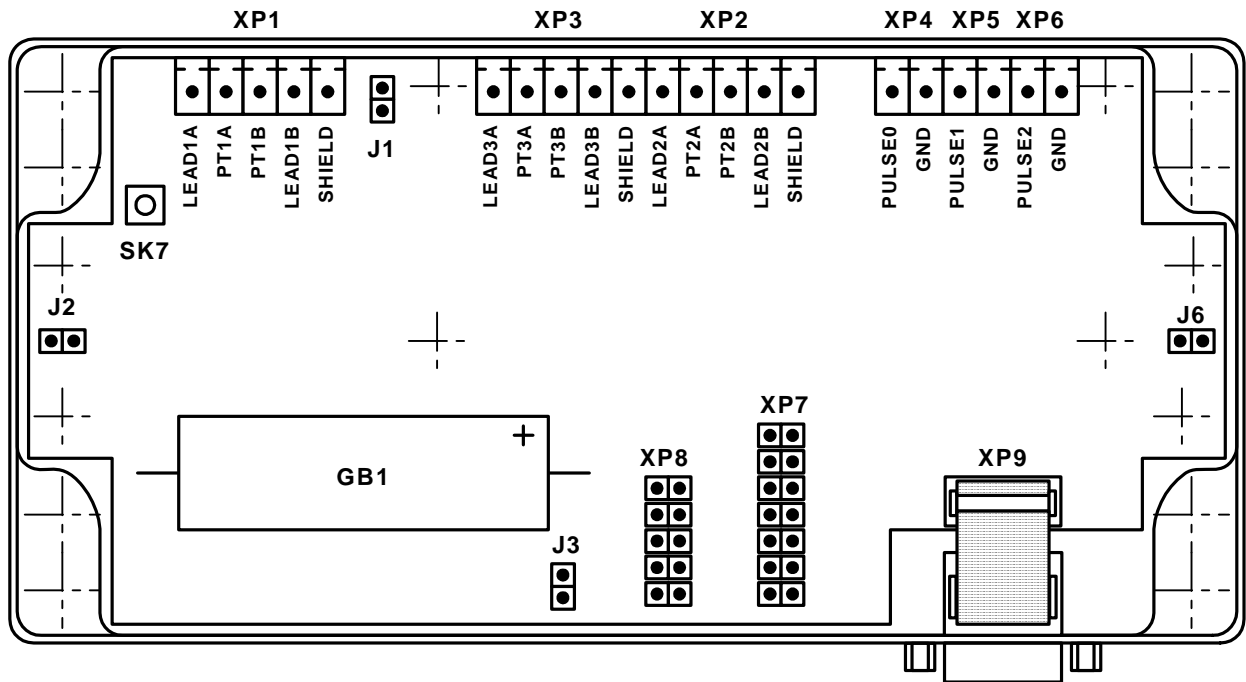 XP1 XP3 XP2 XP4 XP5 XP6
LEAD1A PT1A PT1B LEAD1B SHIELD J1 LEAD3A PT3A PT3B LEAD3B SHIELD LEAD2A PT2A PT2B LEAD2B SHIELD PULSE0 GND PULSE1 GND PULSE2 GND
SK7
J2 J6
XP7
+
XP8 XP9
GB1
J3